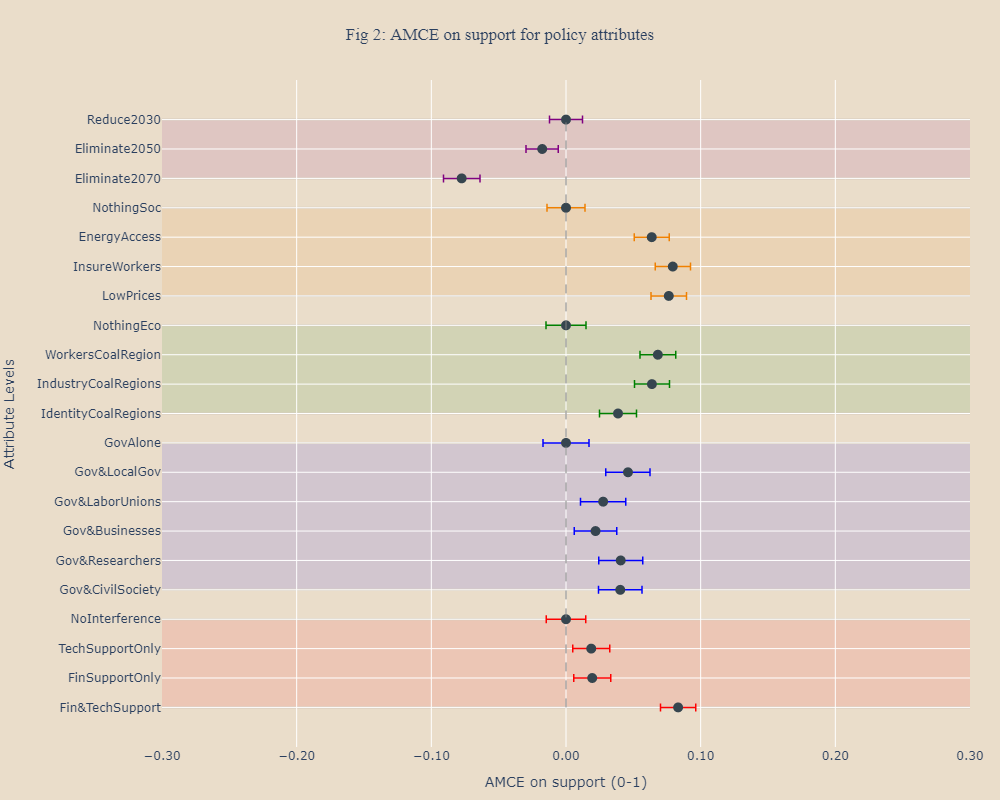 Fig 2: AMCE on support for policy attributes
Reduce2030
Eliminate2050
Eliminate2070
NothingSoc
EnergyAccess
InsureWorkers
LowPrices
NothingEco
WorkersCoalRegion
IndustryCoalRegions
IdentityCoalRegions
GovAlone
Gov&LocalGov
Gov&LaborUnions
Gov&Businesses
Gov&Researchers
Gov&CivilSociety
NoInterference
TechSupportOnly
FinSupportOnly
Fin&TechSupport
Attribute Levels
−0.30 −0.20 −0.10 0.00 0.10 0.20 0.30
AMCE on support (0-1)